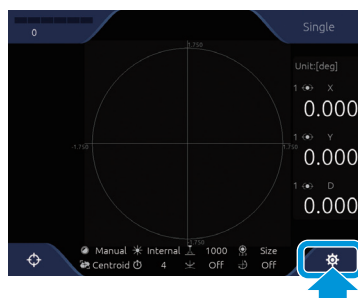 0
Single
1.750
Unit:[deg]
1 X
0.000
-1.750
1.750
1 Y
0.000
1 D
0.000
-1.750
Manual Internal 1000 Size
Centroid 4 Off Off